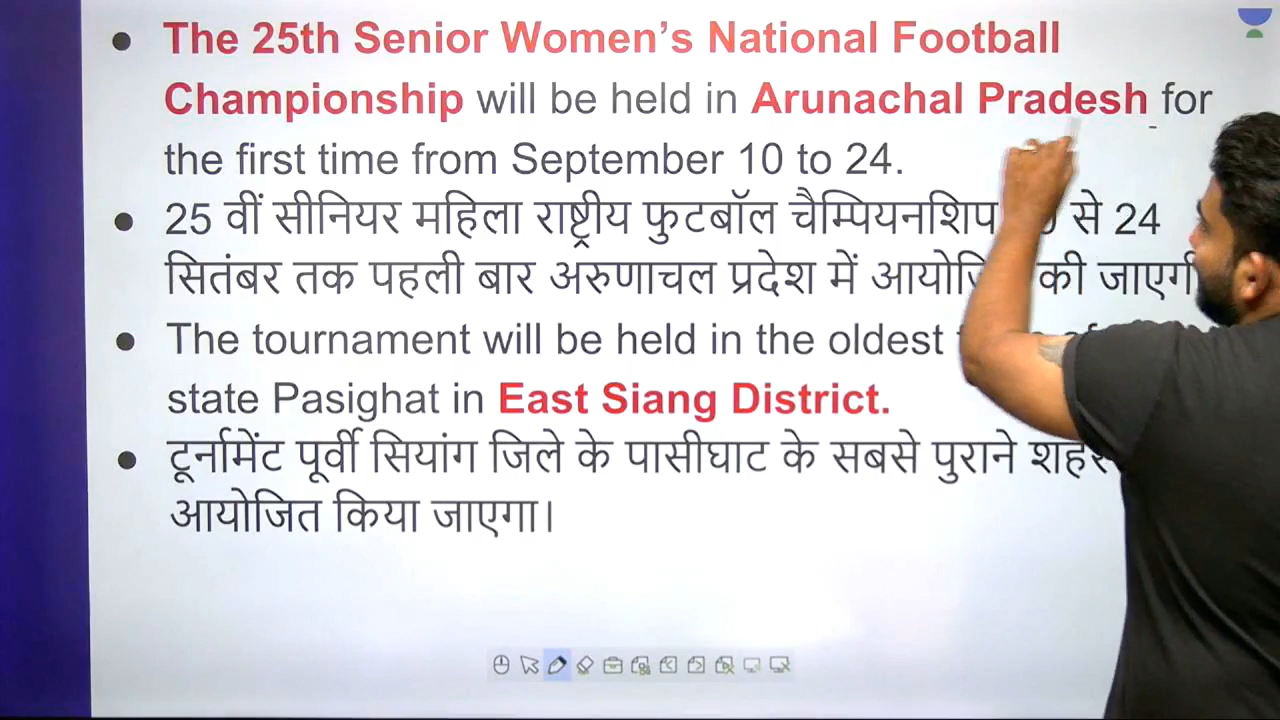 The 25th Senior Women's National Football
Championship will be held in Arunachal Pradesh for
the first time from September 10 to 24.
25 वीं सीनियर महिला राष्ट्रीय फुटबॉल चैम्पियनशिप से 24
सितंबर तक पहली बार अरुणाचल प्रदेश में की जाएगी
The tournament will be held in the oldest
state Pasighat in East Siang District.
टूर्नामेंट पूर्वी सियांग जिले के पासीघाट के सबसे पुराने
आयोजित किया जाएगा।